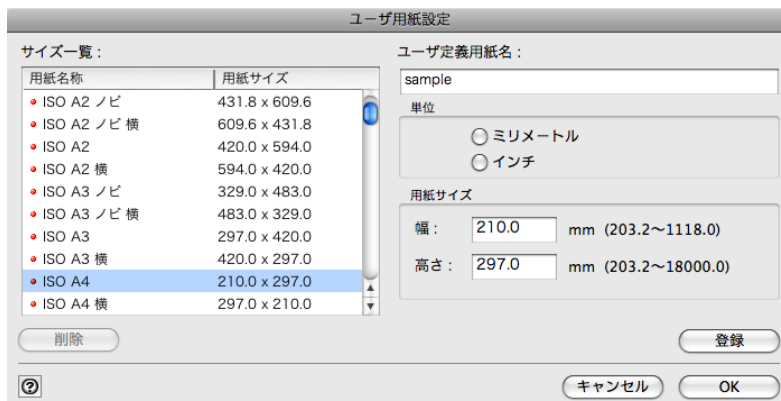 ユーザ用紙設定
サイズ一覧：
用紙名称 用紙サイズ
ISO A2 ノビ 431.8 x 609.6
ISO A2 ノビ 横 609.6 x 431.8
ISO A2 420.0 x 594.0
ISO A2 横 594.0 x 420.0
ISO A3 ノビ 329.0 x 483.0
ISO A3 ノビ 横 483.0 x 329.0
ISO A3 297.0 x 420.0
ISO A3 横 420.0 x 297.0
ISO A4 210.0 x 297.0
ISO A4 横 297.0 x 210.0
削除
ユーザ定義用紙名：
sample
単位
ミリメートル
インチ
用紙サイズ
幅： 210.0 mm (203.2〜1118.0)
高さ： 297.0 mm (203.2〜18000.0)
登録
?
キャンセル OK